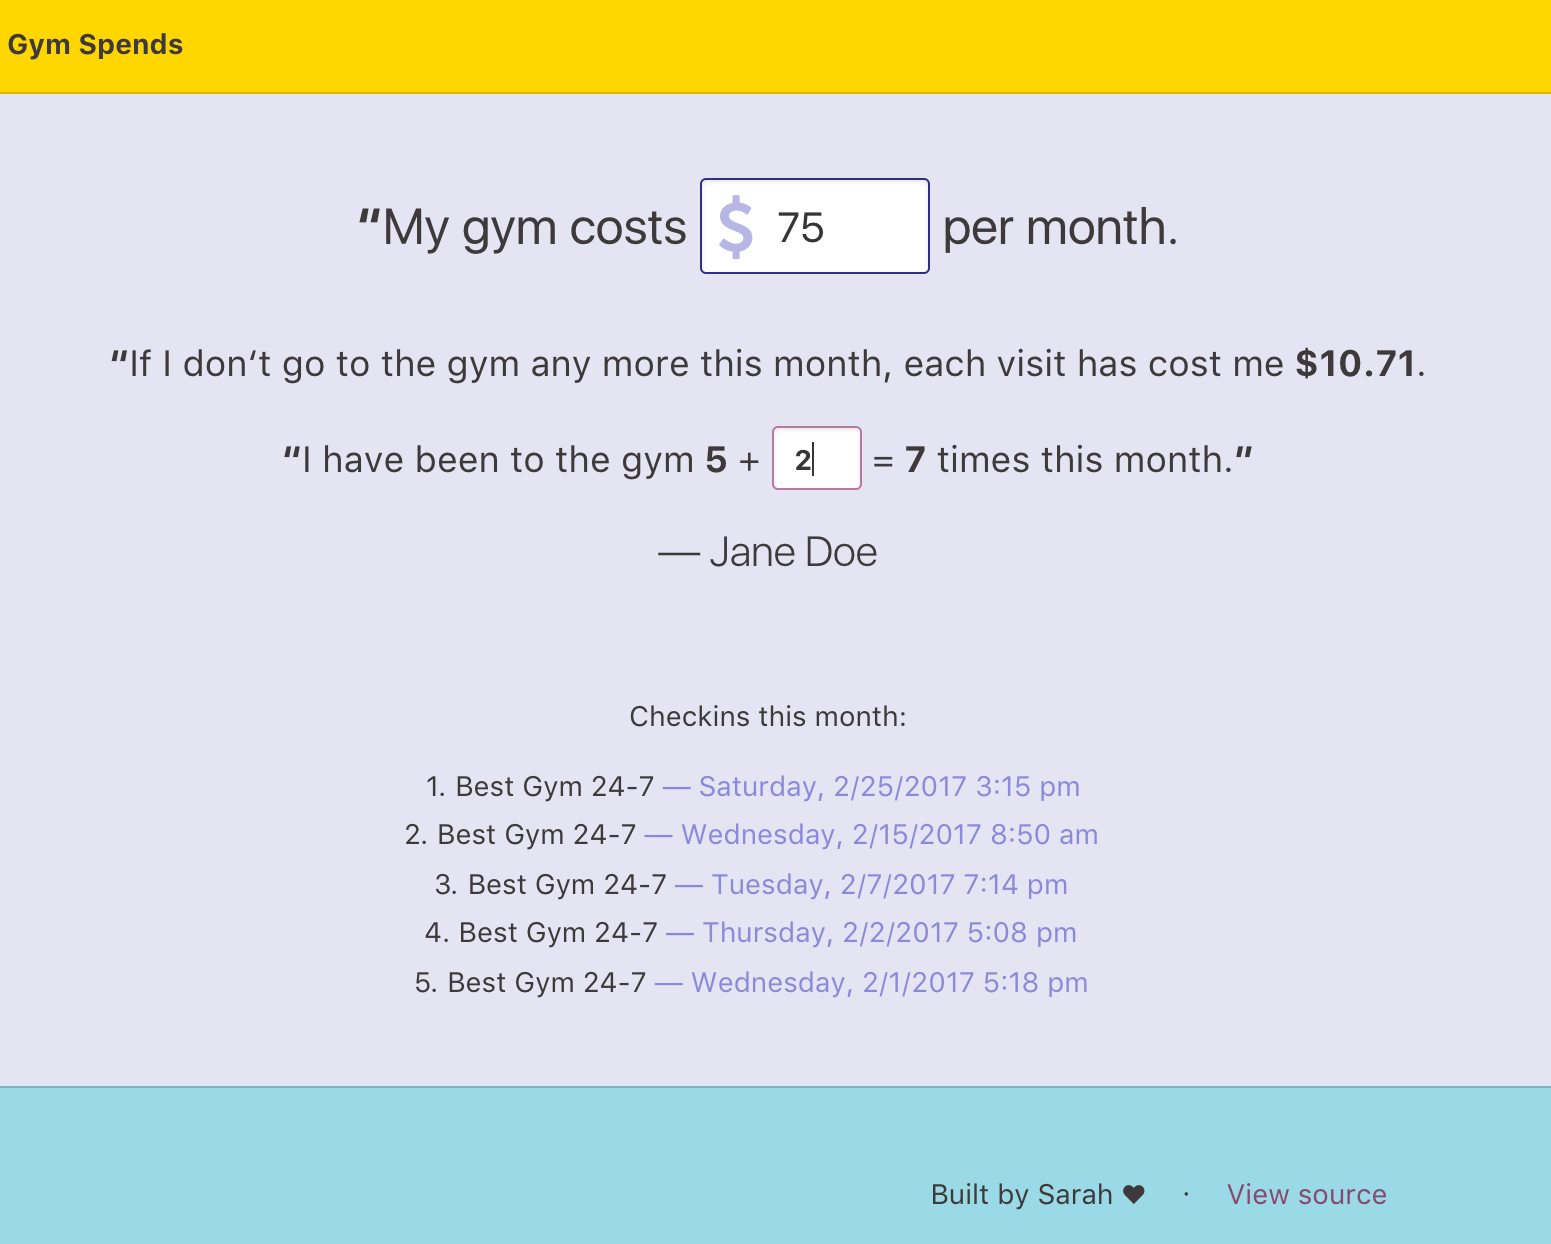 Gym Spends
“My gym costs $ 75 per month.
“If I don‘t go to the gym any more this month, each visit has cost me $10.71.
“I have been to the gym 5 + 2 = 7 times this month.”
— Jane Doe
Checkins this month:
1. Best Gym 24-7 — Saturday, 2/25/2017 3:15 pm
2. Best Gym 24-7 — Wednesday, 2/15/2017 8:50 am
3. Best Gym 24-7 — Tuesday, 2/7/2017 7:14 pm
4. Best Gym 24-7 — Thursday, 2/2/2017 5:08 pm
5. Best Gym 24-7 — Wednesday, 2/1/2017 5:18 pm
Built by Sarah ♥ · View source